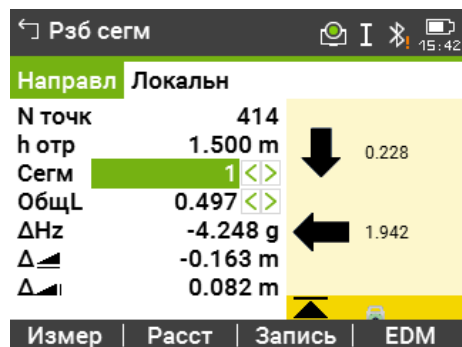 Рзб сегм
I
15:42
Направл Локальн
N точк 414
h отр 1.500 m
Сегм 1
ОбщL 0.497
ΔHz -4.248 g
Δ -0.163 m
Δ 0.082 m
0.228
1.942
Измер | Расст | Запись | EDM